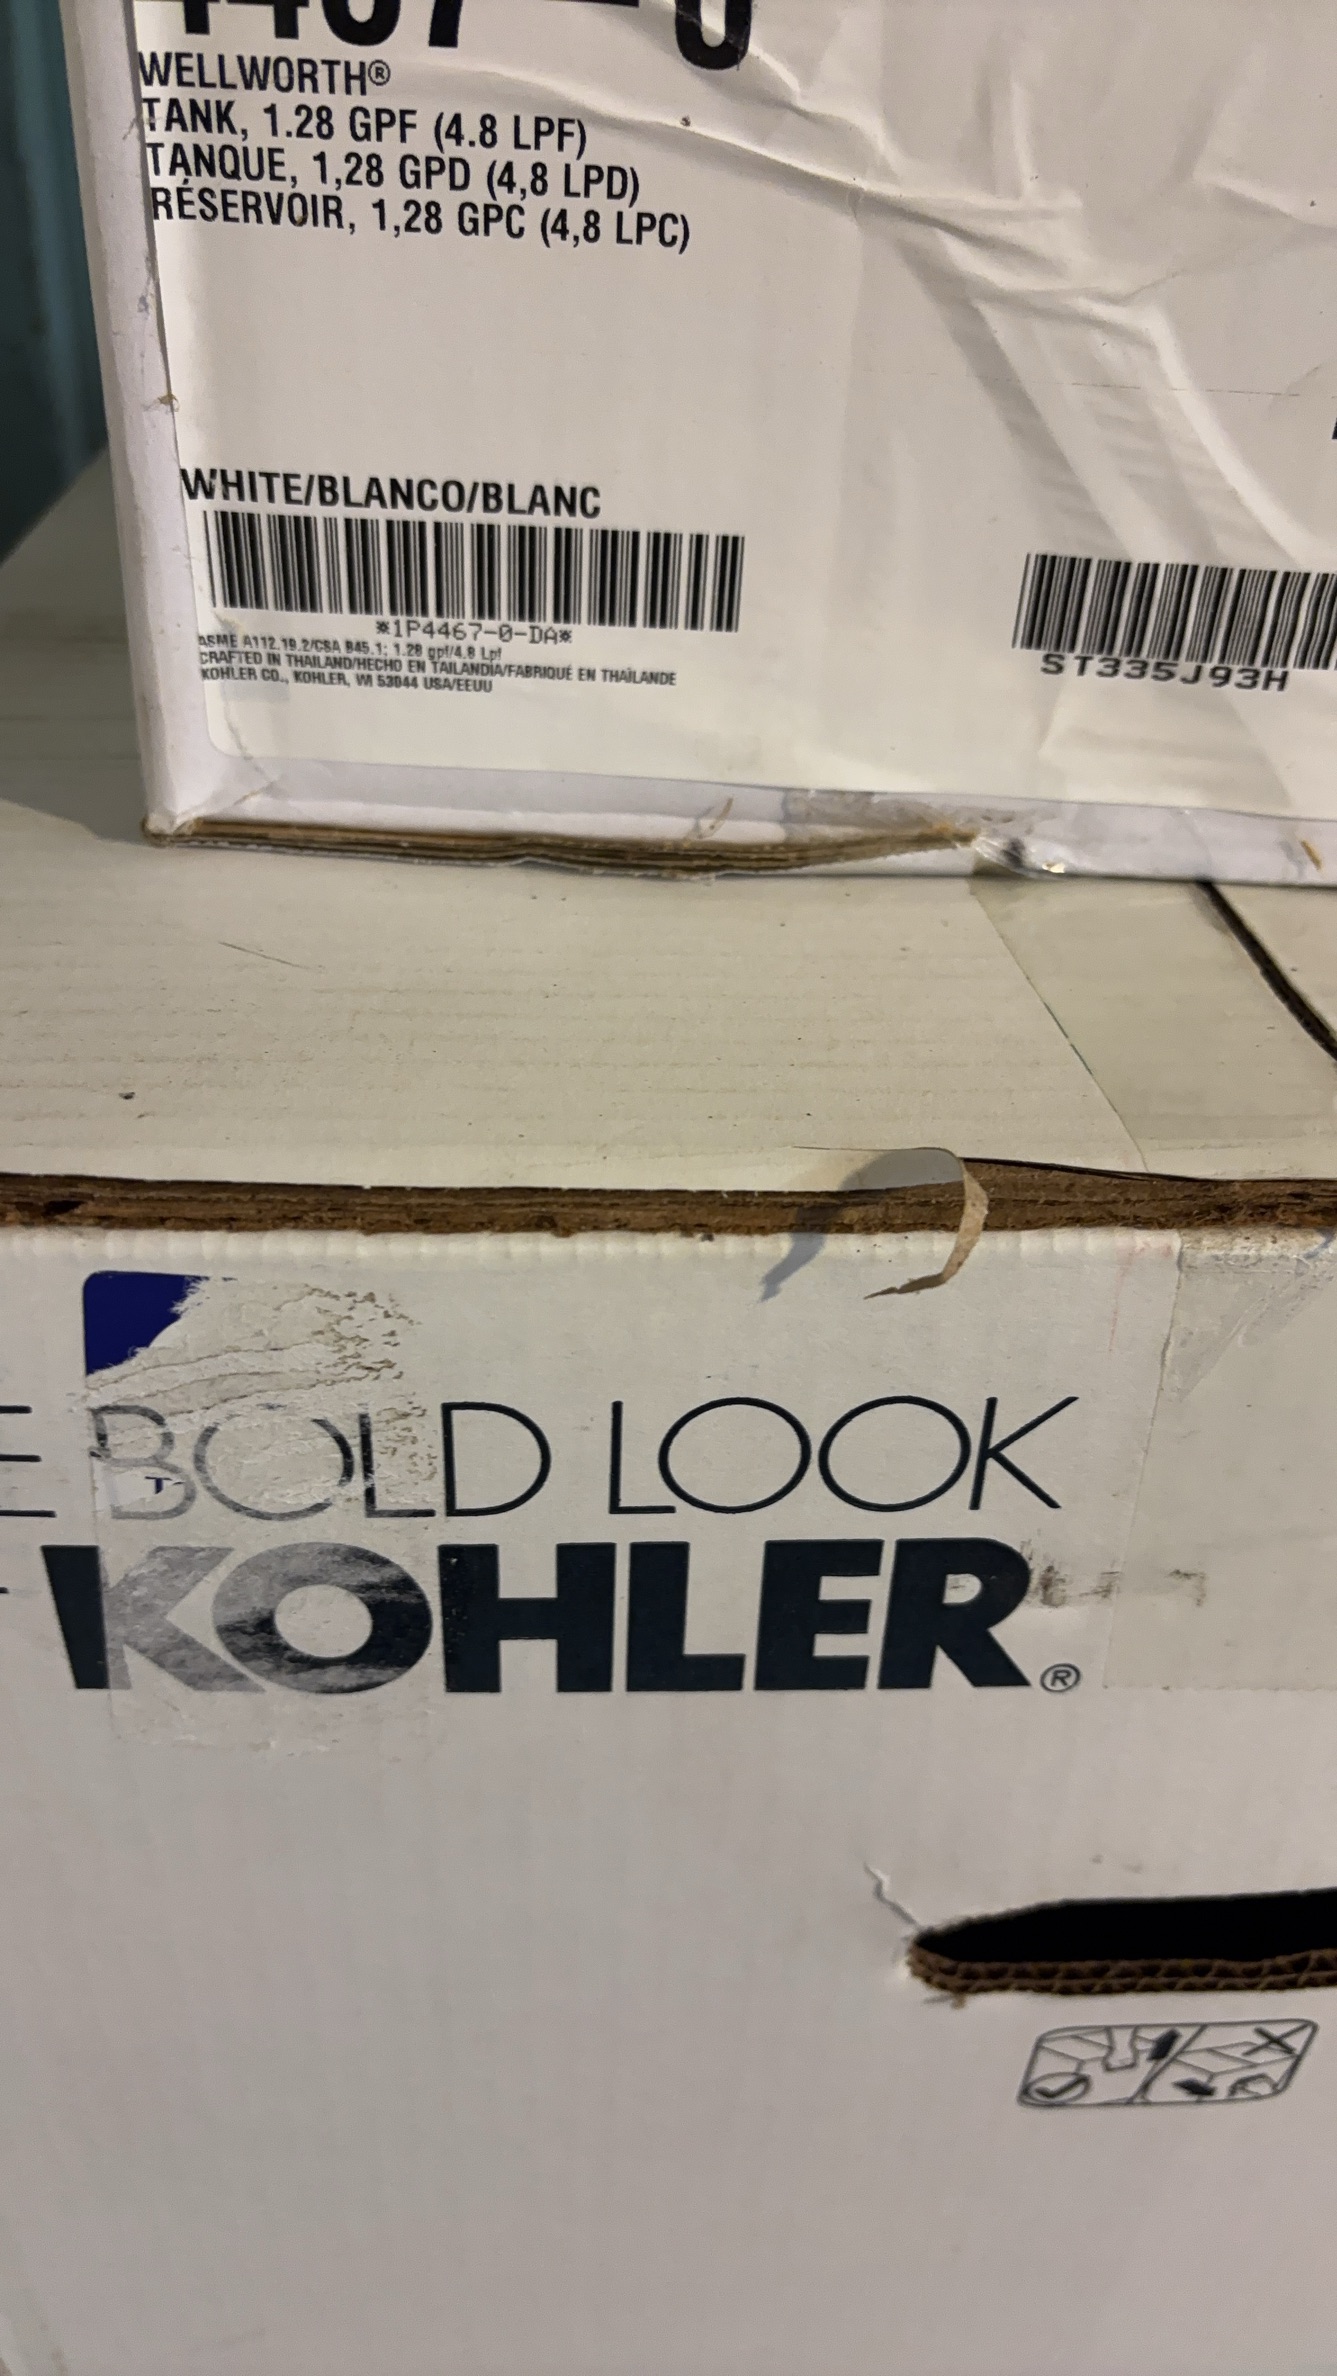 4467-0
WELLWORTH®
TANK, 1.28 GPF (4.8 LPF)
TANQUE, 1,28 GPD (4,8 LPD)
RÉSERVOIR, 1,28 GPC (4,8 LPC)
WHITE/BLANCO/BLANC
*1P4467-0-DA*
ASME A112.19.2/CSA B45.1; 1.28 gpf/4.8 Lpf
CRAFTED IN THAILAND/HECHO EN TAILANDIA/FABRIQUÉ EN THAÏLANDE
KOHLER CO., KOHLER, WI 53044 USA/EEUU
ST335J93H
E BOLD LOOK
KOHLER®